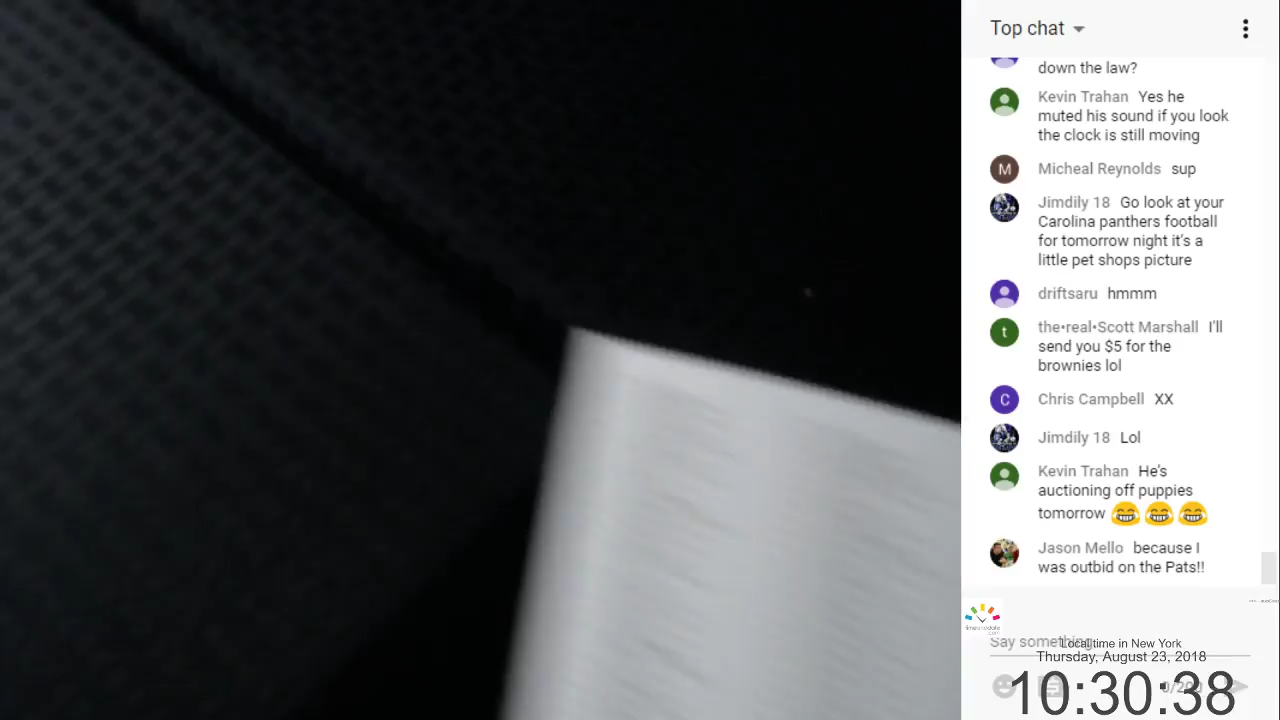 Top chat
down the law?
Kevin Trahan Yes he
muted his sound if you look
the clock is still moving
M
Micheal Reynolds sup
Jimdily 18 Go look at your
Carolina panthers football
for tomorrow night it's a
little pet shops picture
driftsaru hmmm
t
the•real•Scott Marshall I'll
send you $5 for the
brownies lol
C
Chris Campbell XX
Jimdily 18 Lol
Kevin Trahan He's
auctioning off puppies
tomorrow 😂 😂 😂
Jason Mello because I
was outbid on the Pats!!
timeanddate
.com
Say something...
Local time in New York
Thursday, August 23, 2018
10:30:38